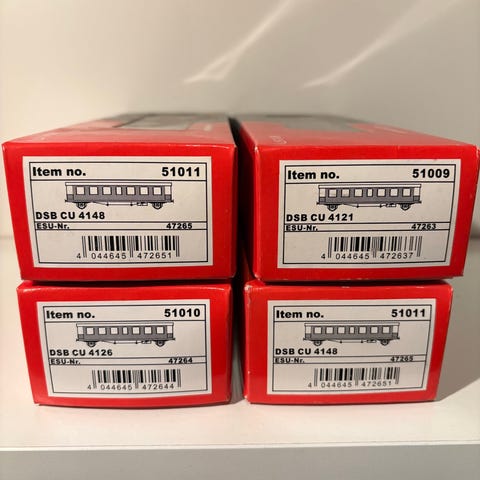 Item no. 51011
DSB CU 4148
ESU-Nr. 47265
4 044645 472651
Item no. 51009
DSB CU 4121
ESU-Nr. 47263
4 044645 472637
Item no. 51010
DSB CU 4126
ESU-Nr. 47264
4 044645 472644
Item no. 51011
DSB CU 4148
ESU-Nr. 47265
4 044645 472651